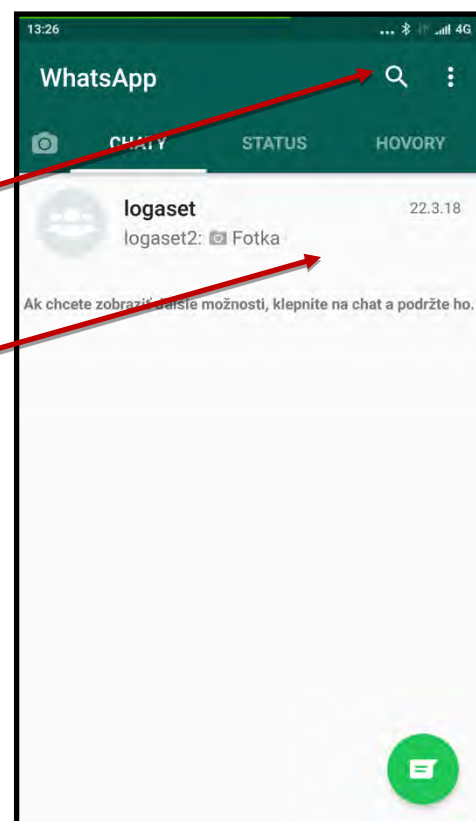 13:26 ... 4G
WhatsApp
CHATY STATUS HOVORY
logaset 22.3.18
logaset2: Fotka
Ak chcete zobraziť ďalšie možnosti, klepnite na chat a podržte ho.